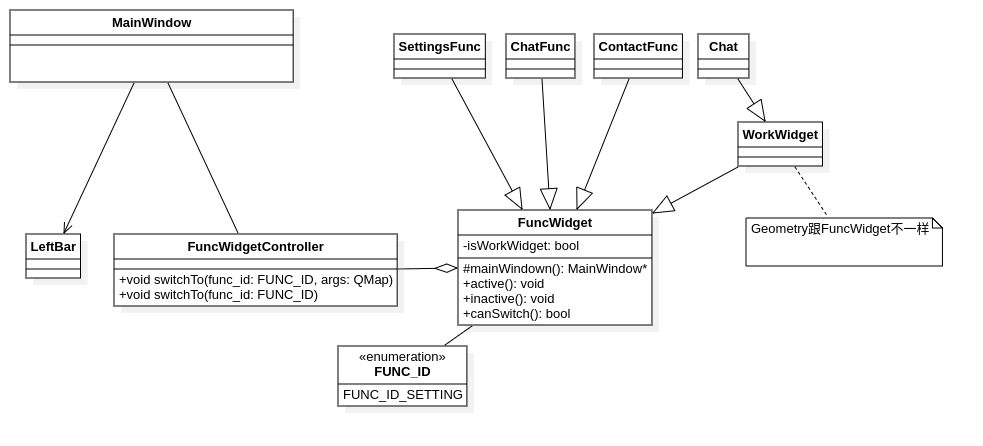 MainWindow
SettingsFunc
ChatFunc
ContactFunc
Chat
WorkWidget
Geometry跟FuncWidget不一样
LeftBar
FuncWidgetController
+void switchTo(func_id: FUNC_ID, args: QMap)
+void switchTo(func_id: FUNC_ID)
FuncWidget
-isWorkWidget: bool
#mainWindown(): MainWindow*
+active(): void
+inactive(): void
+canSwitch(): bool
«enumeration»
FUNC_ID
FUNC_ID_SETTING